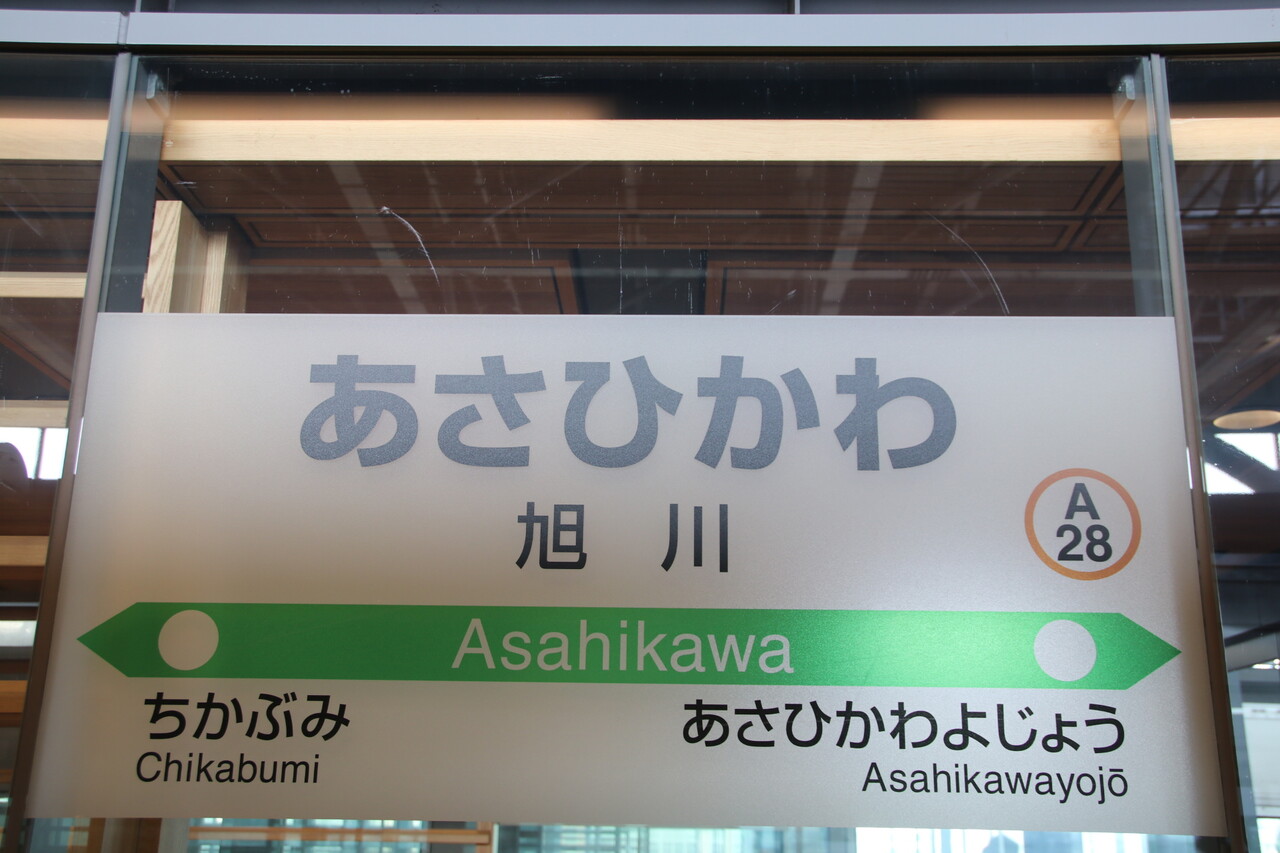 あさひかわ
旭川
A
28
Asahikawa
ちかぶみ
Chikabumi
あさひかわよじょう
Asahikawayojō